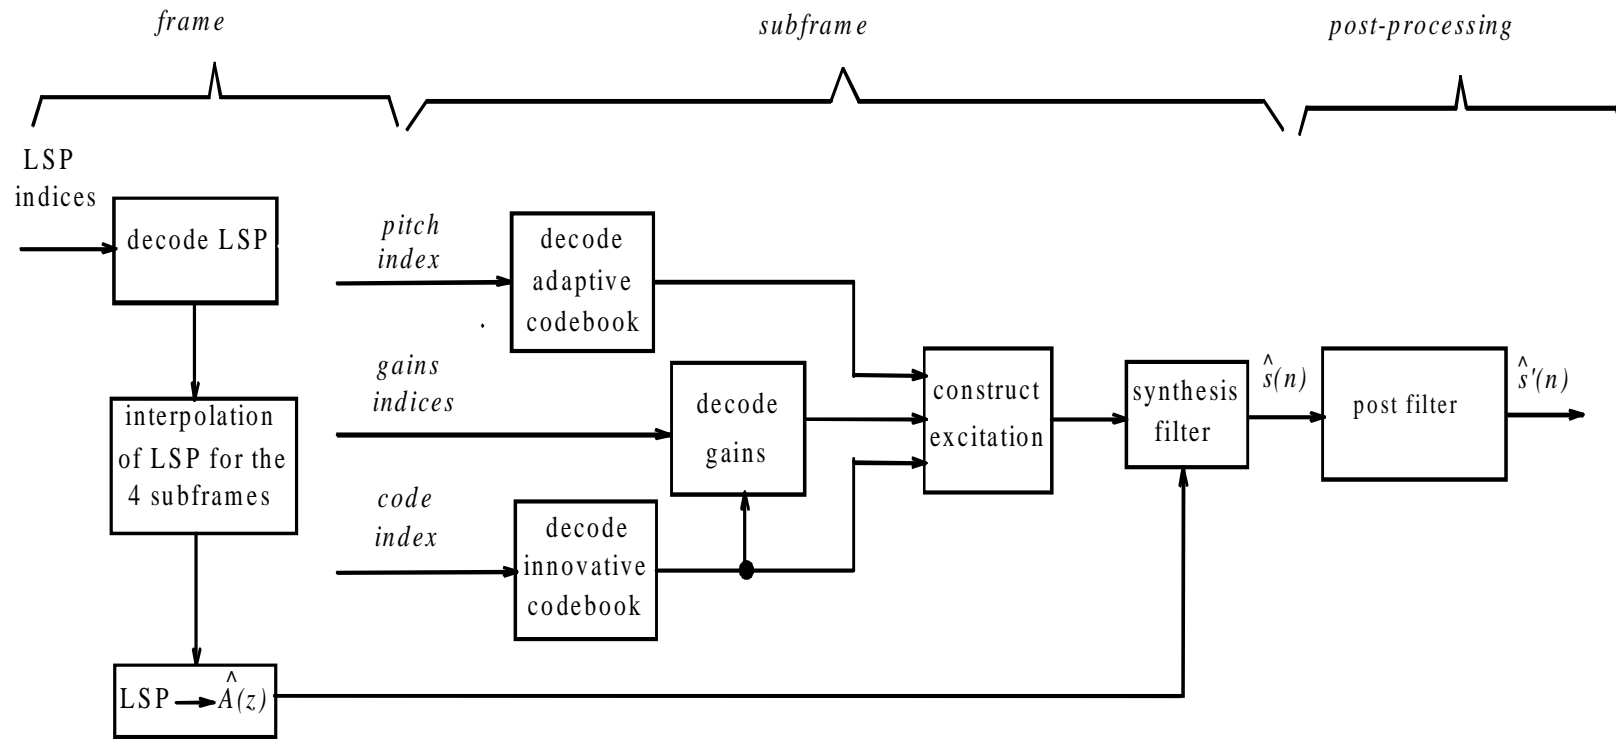 frame
subframe
post-processing
LSP
indices
decode LSP
interpolation
of LSP for the
4 subframes
LSP → Â(z)
pitch
index
decode
adaptive
codebook
gains
indices
decode
gains
code
index
decode
innovative
codebook
construct
excitation
synthesis
filter
ŝ(n)
post filter
ŝ'(n)